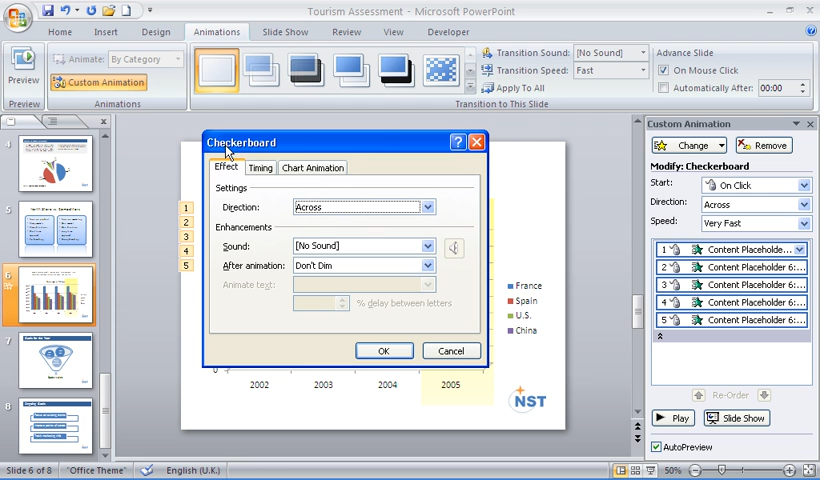 Tourism Assessment - Microsoft PowerPoint
Home Insert Design Animations Slide Show Review View Developer
Preview
Preview
Animate: By Category
Custom Animation
Animations
Transition Sound: [No Sound]
Transition Speed: Fast
Apply To All
Transition to This Slide
Advance Slide
On Mouse Click
Automatically After: 00:00
4
5
6
7
8
1
2
3
4
5
Checkerboard
Effect Timing Chart Animation
Settings
Direction: Across
Enhancements
Sound: [No Sound]
After animation: Don't Dim
Animate text:
% delay between letters
OK Cancel
France
Spain
U.S.
China
0
2002 2003 2004 2005
NST
Custom Animation
Change Remove
Modify: Checkerboard
Start: On Click
Direction: Across
Speed: Very Fast
1 Content Placeholde...
2 Content Placeholder 6:...
3 Content Placeholder 6:...
4 Content Placeholder 6:...
5 Content Placeholder 6:...
Re-Order
Play Slide Show
AutoPreview
Slide 6 of 8 "Office Theme" English (U.K.) 50%